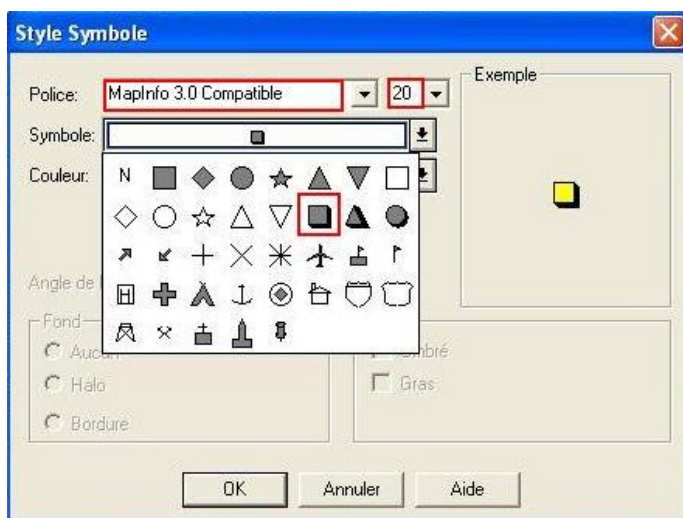 Style Symbole
Exemple
Police: MapInfo 3.0 Compatible 20
Symbole:
Couleur:
N
H
Angle de
Fond
Aucun
Ombré
Halo
Gras
Bordure
OK Annuler Aide